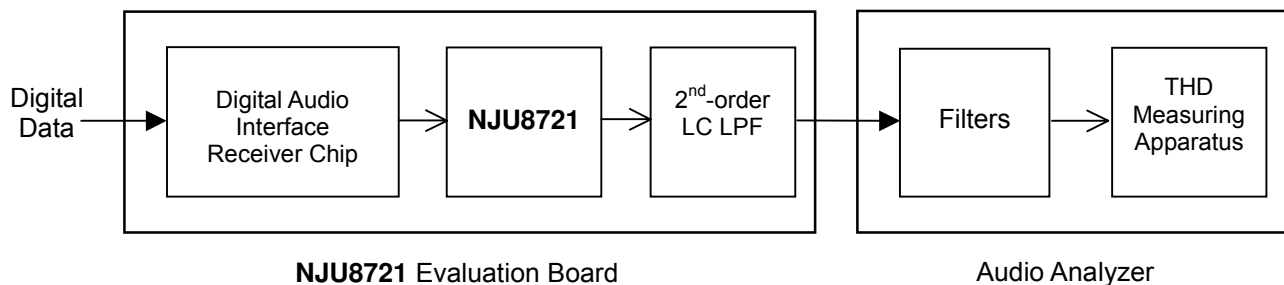 Digital
Data
Digital Audio
Interface
Receiver Chip
NJU8721
2nd-order
LC LPF
Filters
THD
Measuring
Apparatus
NJU8721 Evaluation Board
Audio Analyzer